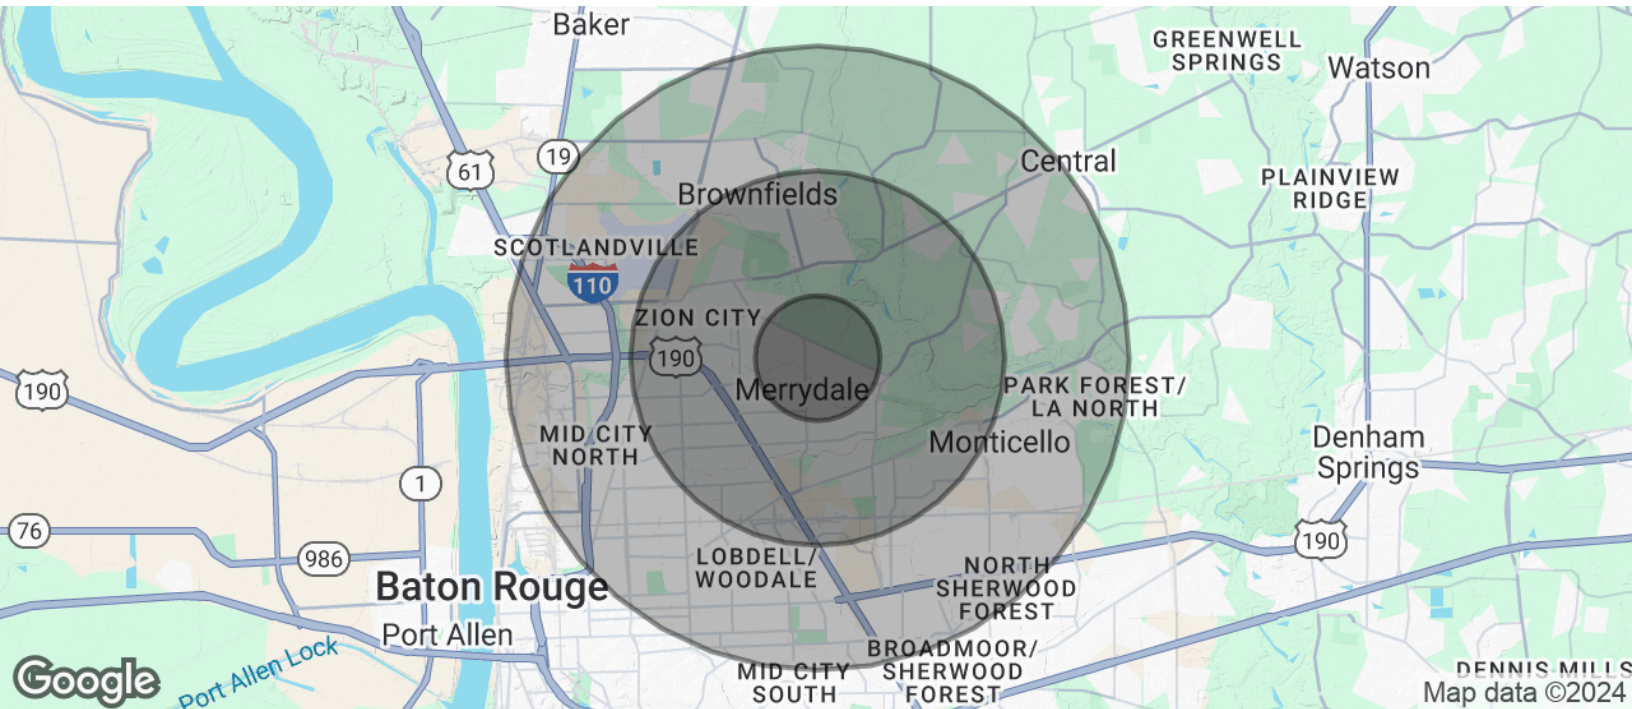 Baker
GREENWELL
SPRINGS
Watson
19
61
Central
PLAINVIEW
RIDGE
Brownfields
SCOTLANDVILLE
110
ZION CITY
190
190
Merrydale
PARK FOREST/
LA NORTH
MID CITY
NORTH
Monticello
Denham
Springs
1
76
986
190
LOBDELL/
WOODALE
NORTH
SHERWOOD
FOREST
Baton Rouge
Port Allen
Port Allen Lock
BROADMOOR/
SHERWOOD
FOREST
MID CITY
SOUTH
DENNIS MILLS
Google
Map data ©2024